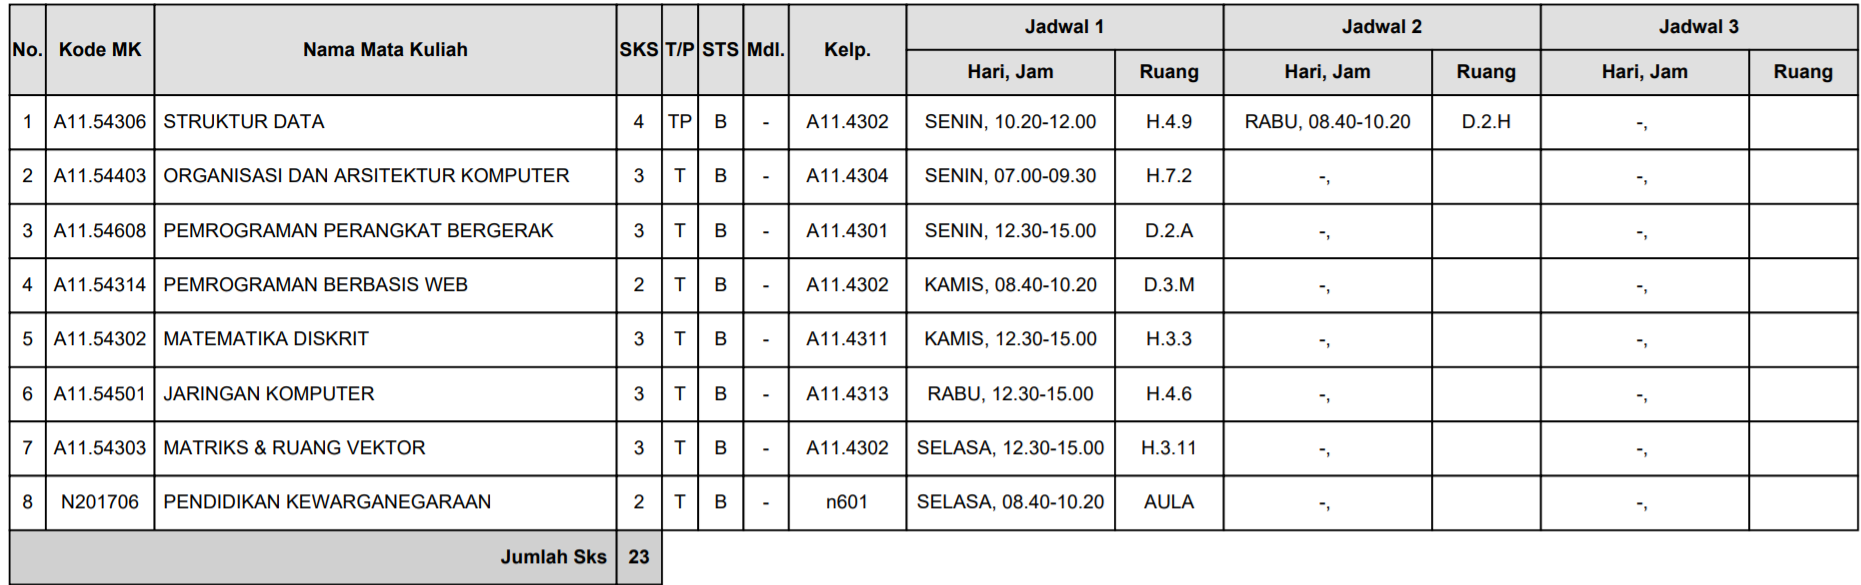 No. Kode MK Nama Mata Kuliah SKS T/P STS Mdl. Kelp. Jadwal 1 Jadwal 2 Jadwal 3
Hari, Jam Ruang Hari, Jam Ruang Hari, Jam Ruang
1 A11.54306 STRUKTUR DATA 4 TP B - A11.4302 SENIN, 10.20-12.00 H.4.9 RABU, 08.40-10.20 D.2.H -,
2 A11.54403 ORGANISASI DAN ARSITEKTUR KOMPUTER 3 T B - A11.4304 SENIN, 07.00-09.30 H.7.2 -, -,
3 A11.54608 PEMROGRAMAN PERANGKAT BERGERAK 3 T B - A11.4301 SENIN, 12.30-15.00 D.2.A -, -,
4 A11.54314 PEMROGRAMAN BERBASIS WEB 2 T B - A11.4302 KAMIS, 08.40-10.20 D.3.M -, -,
5 A11.54302 MATEMATIKA DISKRIT 3 T B - A11.4311 KAMIS, 12.30-15.00 H.3.3 -, -,
6 A11.54501 JARINGAN KOMPUTER 3 T B - A11.4313 RABU, 12.30-15.00 H.4.6 -, -,
7 A11.54303 MATRIKS & RUANG VEKTOR 3 T B - A11.4302 SELASA, 12.30-15.00 H.3.11 -, -,
8 N201706 PENDIDIKAN KEWARGANEGARAAN 2 T B - n601 SELASA, 08.40-10.20 AULA -, -,
Jumlah Sks 23